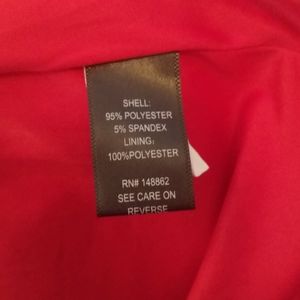 SHELL:
95% POLYESTER
5% SPANDEX
LINING:
100%POLYESTER
RN# 148862
SEE CARE ON
REVERSE